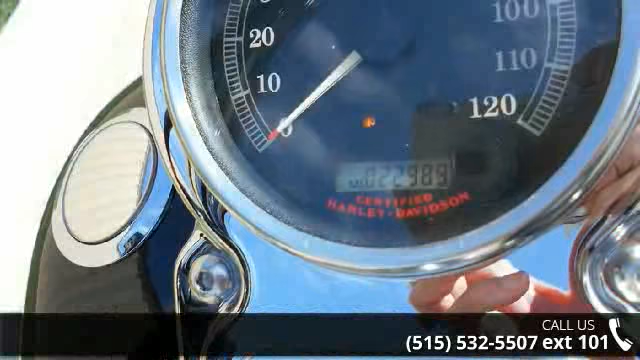 20
10
0
100
110
120
022989
CERTIFIED
HARLEY-DAVIDSON
CALL US
(515) 532-5507 ext 101